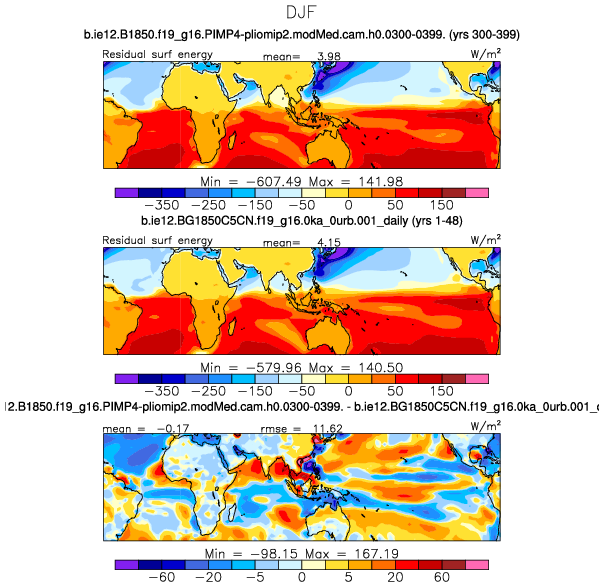 DJF
b.ie12.B1850.f19_g16.PIMP4-pliomip2.modMed.cam.h0.0300-0399. (yrs 300-399)
Residual surf energy mean= 3.98 W/m²
Min = -607.49 Max = 141.98
-350 -250 -150 -50 0 50 150
b.ie12.BG1850C5CN.f19_g16.0ka_0urb.001_daily (yrs 1-48)
Residual surf energy mean= 4.15 W/m²
Min = -579.96 Max = 140.50
-350 -250 -150 -50 0 50 150
12.B1850.f19_g16.PIMP4-pliomip2.modMed.cam.h0.0300-0399. - b.ie12.BG1850C5CN.f19_g16.0ka_0urb.001_
mean = -0.17 rmse = 11.62 W/m²
Min = -98.15 Max = 167.19
-60 -20 -5 0 5 20 60